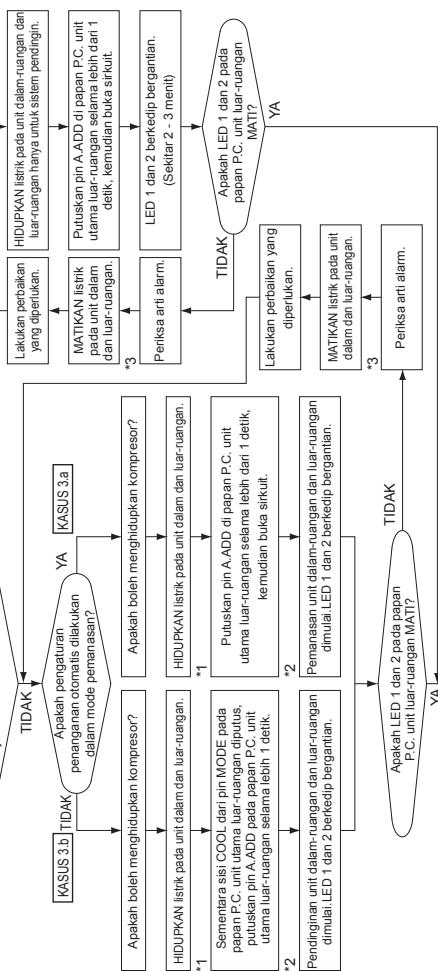 TIDAK
KASUS 3.b
TIDAK
Apakah pengaturan
penanganan otomatis dilakukan
dalam mode pemanasan?
YA
KASUS 3.a
Apakah boleh menghidupkan kompresor?
HIDUPKAN listrik pada unit dalam dan luar-ruangan.
*1
Sementara sisi COOL dari pin MODE pada
papan P.C. unit utama luar-ruangan diputus,
putuskan pin A.ADD pada papan P.C. unit
utama luar-ruangan selama lebih 1 detik.
*2
Pendinginan unit dalam-ruangan dan luar-ruangan
dimulai.LED 1 dan 2 berkedip bergantian.
Apakah boleh menghidupkan kompresor?
HIDUPKAN listrik pada unit dalam dan luar-ruangan.
*1
Putuskan pin A.ADD di papan P.C. unit
utama luar-ruangan selama lebih dari 1 detik,
kemudian buka sirkuit.
*2
Pemanasan unit dalam-ruangan dan luar-ruangan
dimulai.LED 1 dan 2 berkedip bergantian.
Apakah LED 1 dan 2 pada papan
P.C. unit luar-ruangan MATI?
TIDAK
YA
Lakukan perbaikan yang
diperlukan.
MATIKAN listrik pada unit
dalam dan luar-ruangan.
*3
Periksa arti alarm.
Lakukan perbaikan
yang diperlukan.
MATIKAN listrik
pada unit dalam
dan luar-ruangan.
*3
Periksa arti alarm.
HIDUPKAN listrik pada unit dalam-ruangan dan
luar-ruangan hanya untuk sistem pendingin.
Putuskan pin A.ADD di papan P.C. unit
utama luar-ruangan selama lebih dari 1
detik, kemudian buka sirkuit.
LED 1 dan 2 berkedip bergantian.
(Sekitar 2 - 3 menit)
TIDAK
Apakah LED 1 dan 2 pada
papan P.C. unit luar-ruangan
MATI?
YA